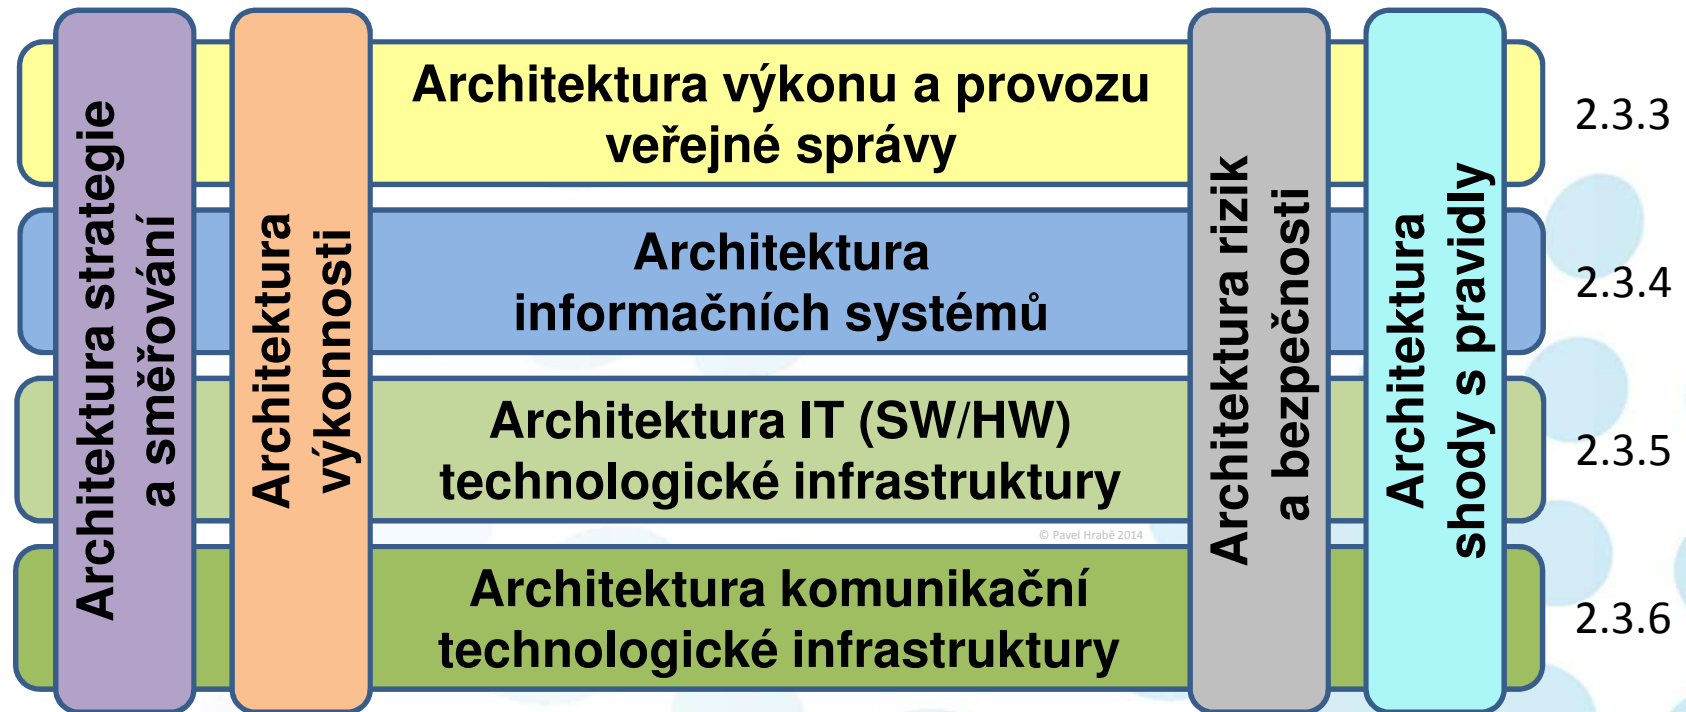 Architektura strategie
a směřování
Architektura
výkonnosti
Architektura výkonu a provozu
veřejné správy
2.3.3
Architektura
informačních systémů
2.3.4
Architektura IT (SW/HW)
technologické infrastruktury
2.3.5
© Pavel Hrabě 2014
Architektura komunikační
technologické infrastruktury
2.3.6
Architektura rizik
a bezpečnosti
Architektura
shody s pravidly